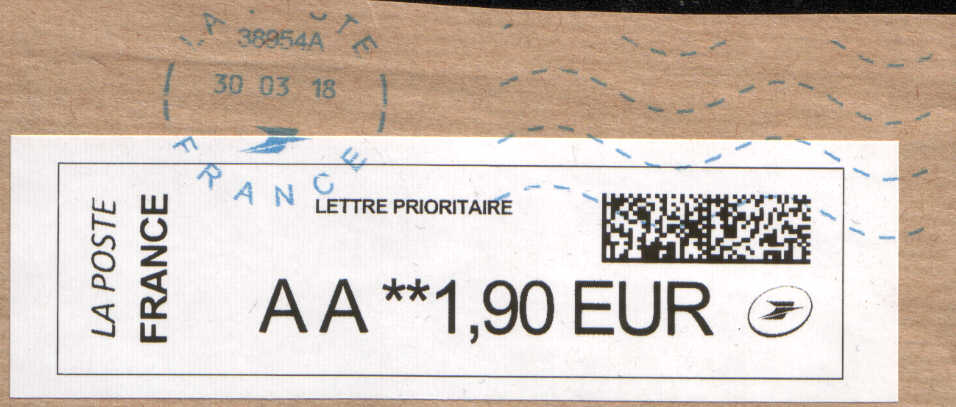 LA POSTE
38954A
30 03 18
FRANCE
LA POSTE
FRANCE
LETTRE PRIORITAIRE
AA **1,90 EUR